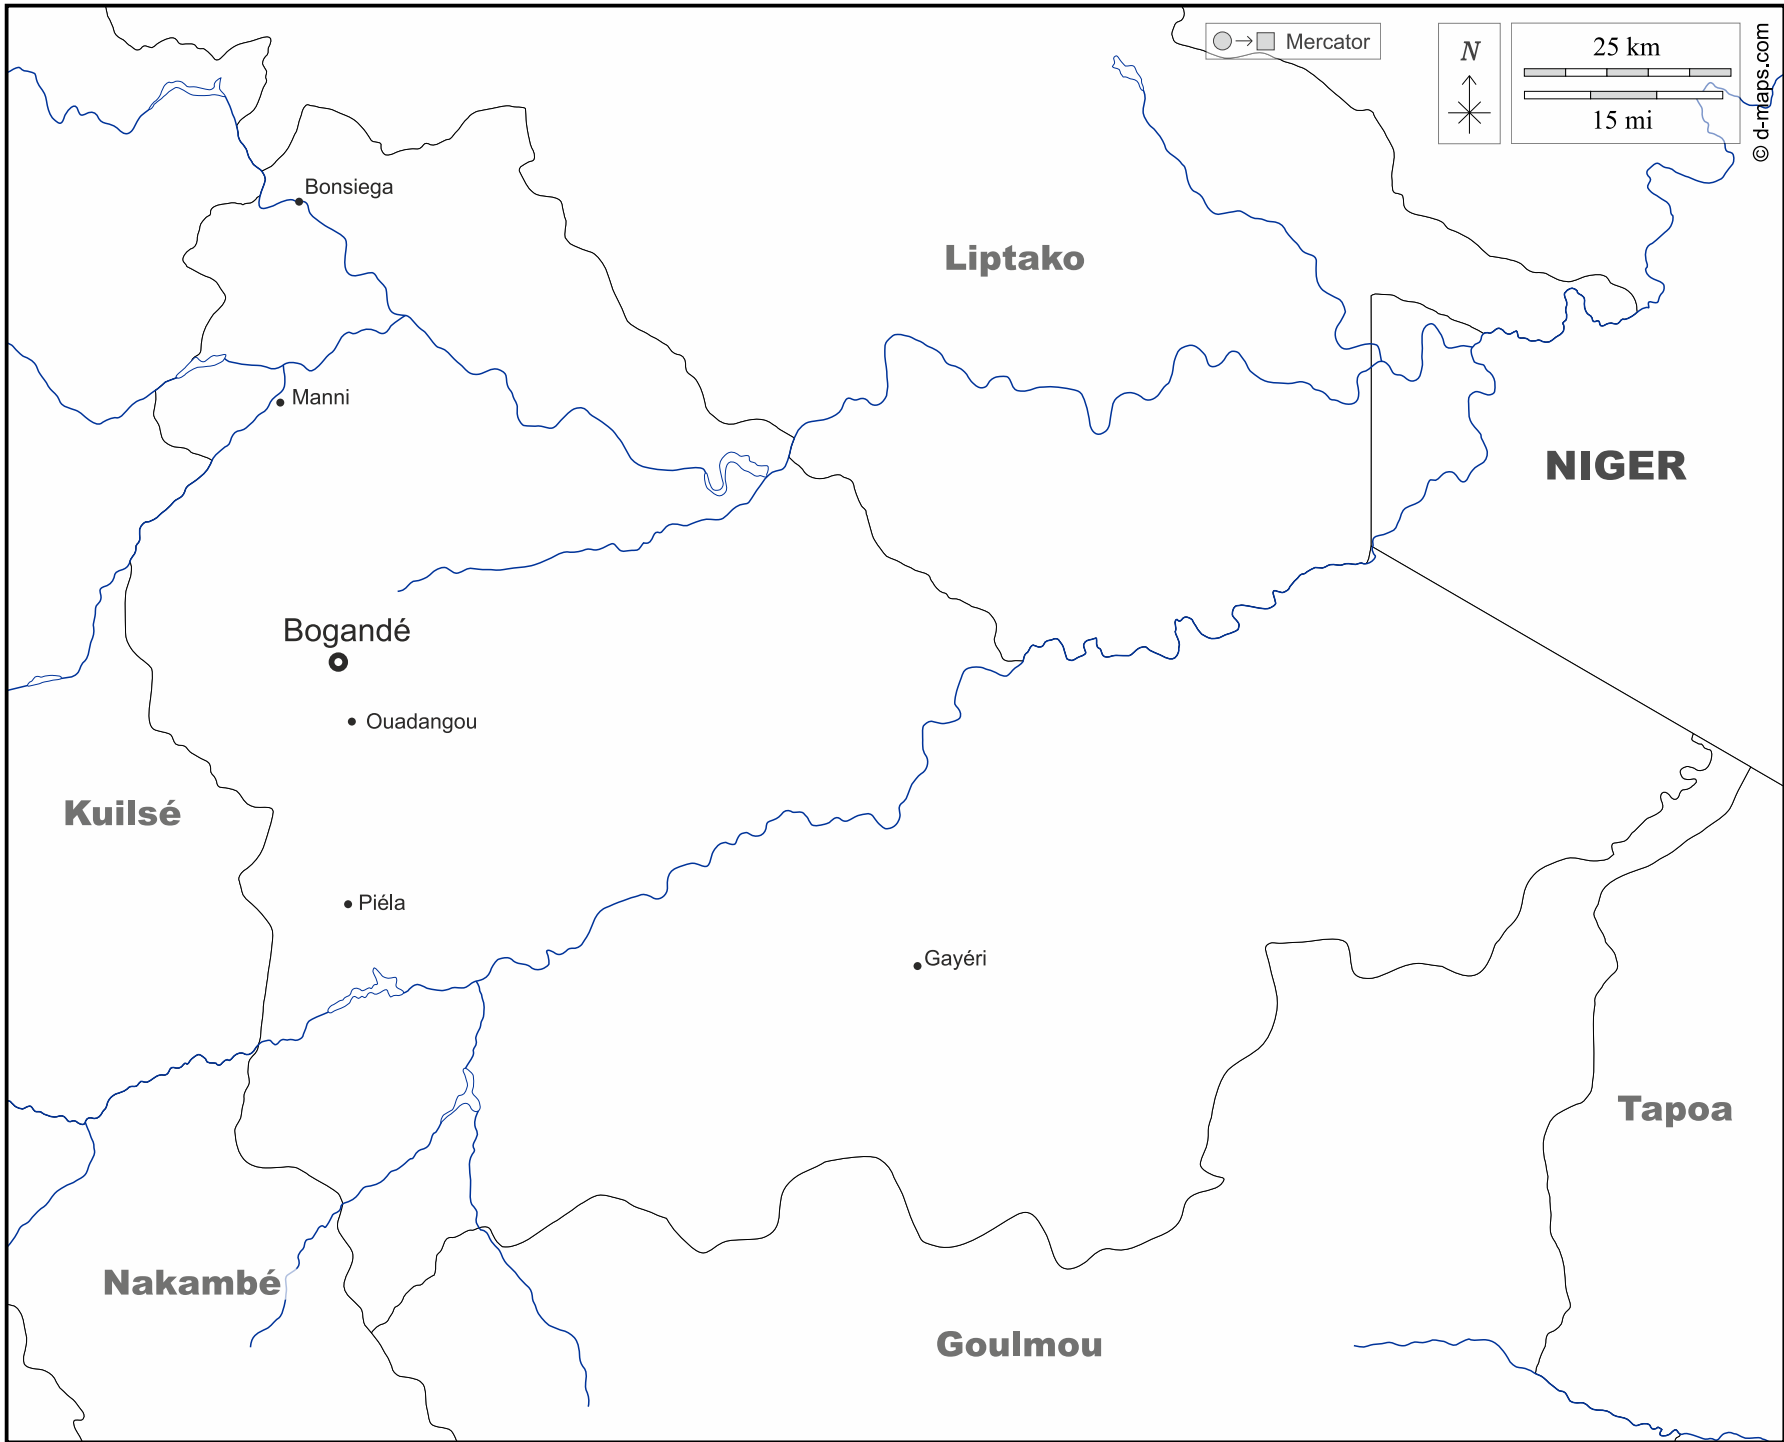 Mercator
N
25 km
15 mi
© d-maps.com
Bonsiega
Liptako
Manni
NIGER
Bogandé
Ouadangou
Kuilsé
Piéla
Gayéri
Tapoa
Nakambé
Goulmou